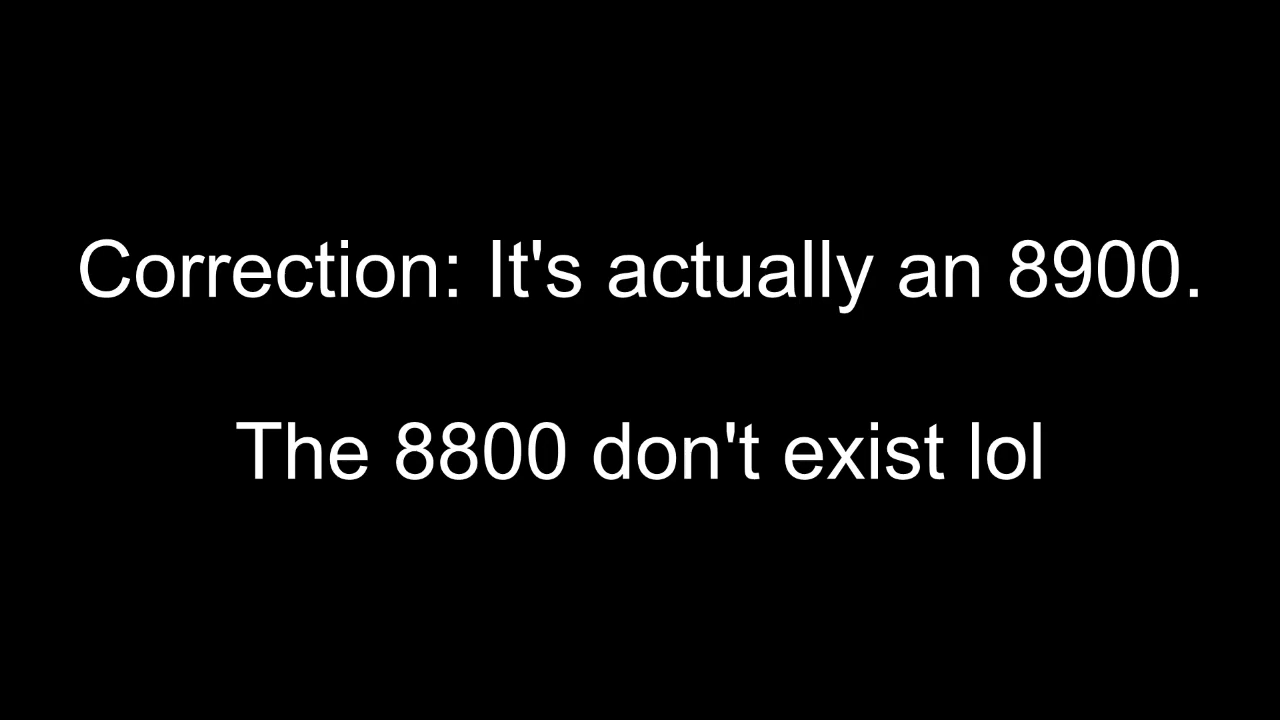 Correction: It's actually an 8900.
The 8800 don't exist lol